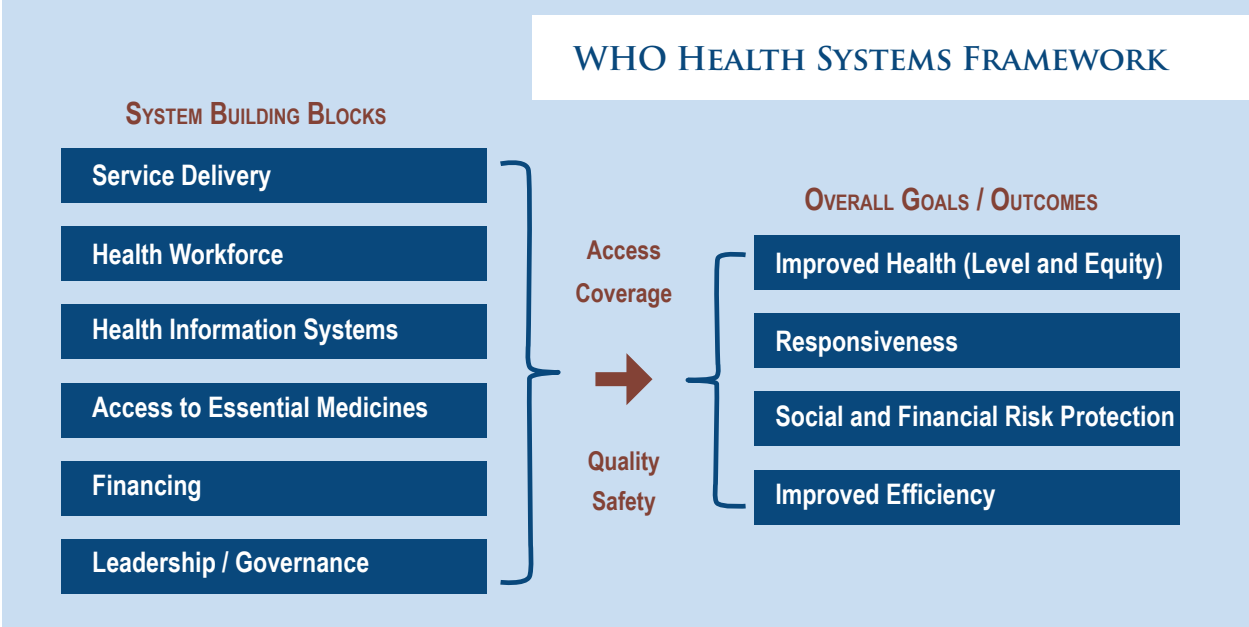 WHO Health Systems Framework
System Building Blocks
Service Delivery
Health Workforce
Health Information Systems
Access to Essential Medicines
Financing
Leadership / Governance
Access
Coverage
Quality
Safety
Overall Goals / Outcomes
Improved Health (Level and Equity)
Responsiveness
Social and Financial Risk Protection
Improved Efficiency